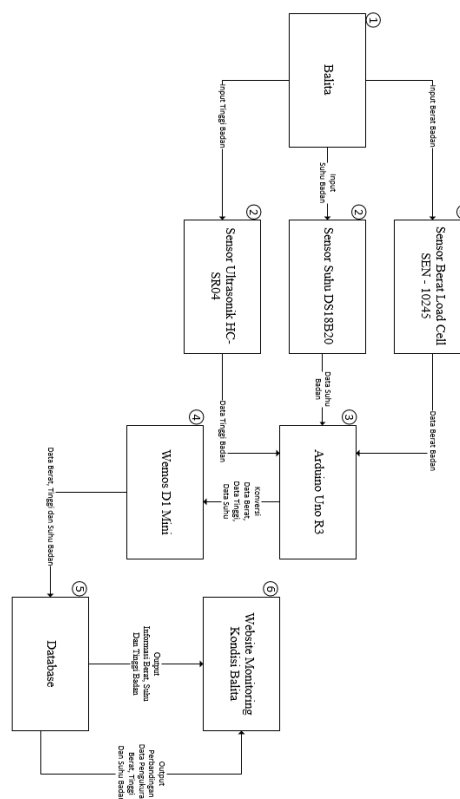 ①
Balita
Input Berat Badan
Input
Suhu Badan
Input Tinggi Badan
Sensor Berat Load Cell
SEN - 10245
②
Sensor Suhu DS18B20
②
Sensor Ultrasonik HC-
SR04
Data Berat Badan
Data Suhu
Badan
Data Tinggi Badan
③
Arduino Uno R3
Konversi
Data Berat,
Data Tinggi,
Data Suhu
④
Wemos D1 Mini
Data Berat, Tinggi dan Suhu Badan
⑤
Database
Output
Informasi Berat, Suhu
Dan Tinggi Badan
Output
Perbandingan
Data Pengukura
Berat, Tinggi
Dan Suhu Badan
⑥
Website Monitoring
Kondisi Balita